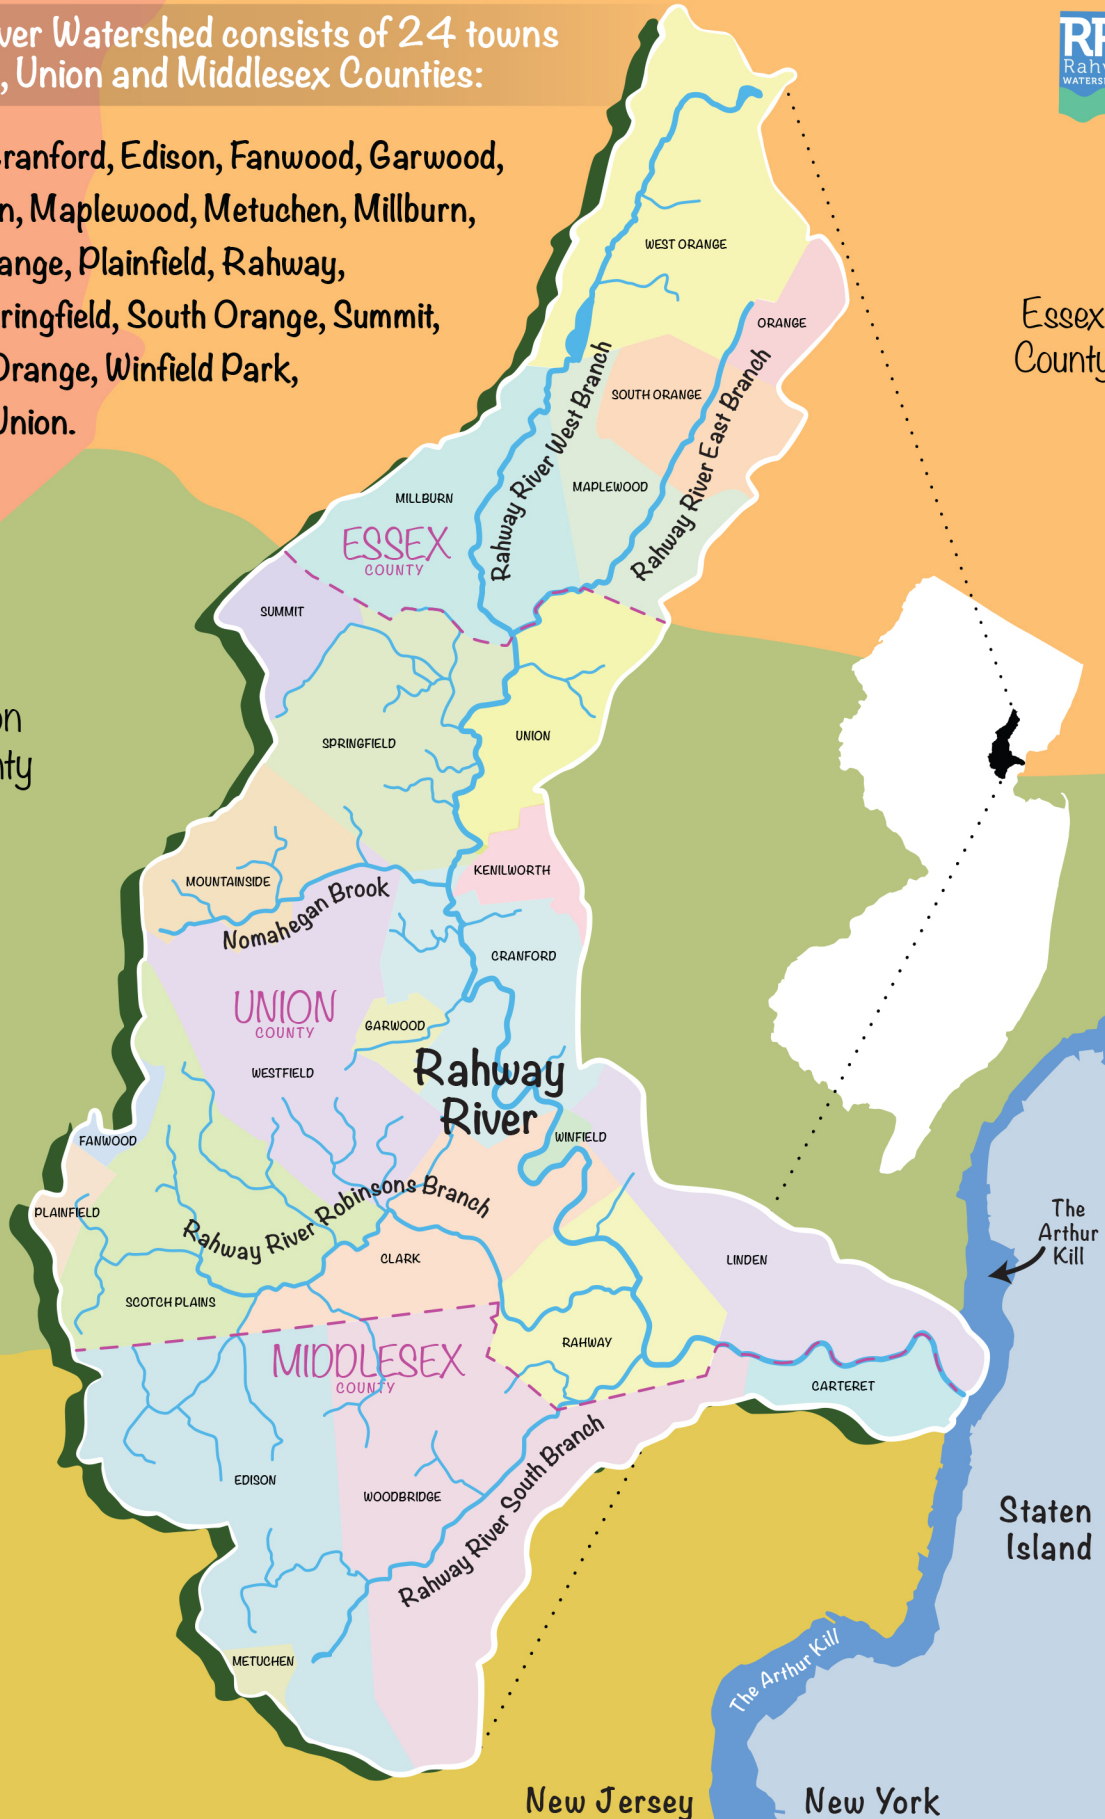 ver Watershed consists of 24 towns
, Union and Middlesex Counties:
ranford, Edison, Fanwood, Garwood,
n, Maplewood, Metuchen, Millburn,
ange, Plainfield, Rahway,
ringfield, South Orange, Summit,
Orange, Winfield Park,
Union.
RR
Rahw
WATERS
Essex
County
WEST ORANGE
ORANGE
SOUTH ORANGE
Rahway River West Branch
Rahway River East Branch
MAPLEWOOD
MILLBURN
ESSEX
COUNTY
SUMMIT
on
nty
SPRINGFIELD
UNION
KENILWORTH
MOUNTAINSIDE
Nomahegan Brook
CRANFORD
UNION
COUNTY
GARWOOD
WESTFIELD
Rahway
River
WINFIELD
FANWOOD
PLAINFIELD
Rahway River Robinsons Branch
CLARK
LINDEN
The
Arthur
Kill
SCOTCH PLAINS
RAHWAY
MIDDLESEX
COUNTY
CARTERET
EDISON
WOODBRIDGE
Rahway River South Branch
Staten
Island
METUCHEN
The Arthur Kill
New Jersey
New York